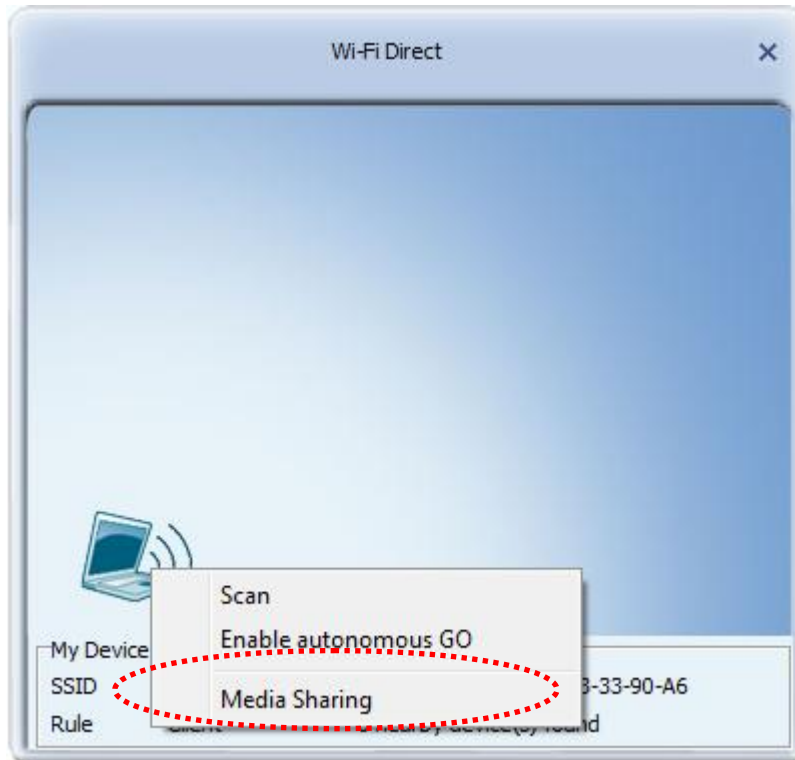 Wi-Fi Direct
Scan
Enable autonomous GO
My Device
SSID
Media Sharing
3-33-90-A6
Rule